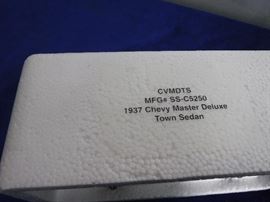 CVMDTS
MFG# SS-C5250
1937 Chevy Master Deluxe
Town Sedan